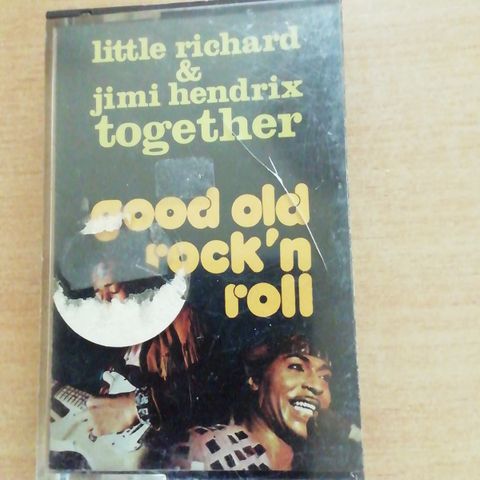 little richard
&
jimi hendrix
together
good old
rock'n
roll